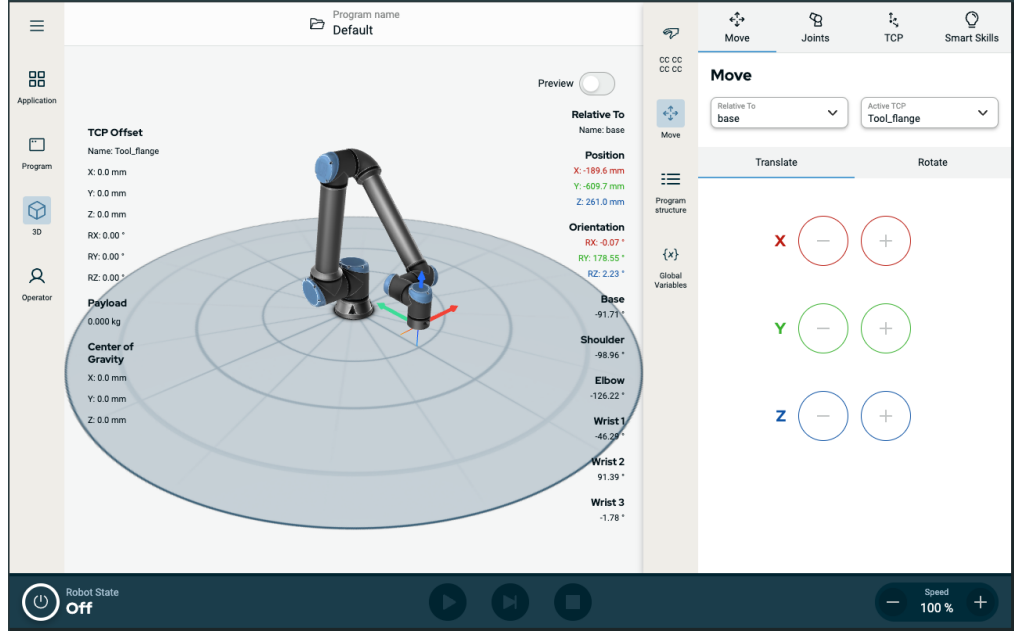 Program name
Default
Application
Program
3D
Operator
TCP Offset
Name: Tool_flange
X: 0.0 mm
Y: 0.0 mm
Z: 0.0 mm
RX: 0.00 °
RY: 0.00 °
RZ: 0.00 °
Payload
0.000 kg
Center of
Gravity
X: 0.0 mm
Y: 0.0 mm
Z: 0.0 mm
Preview
Relative To
Name: base
Position
X: -189.6 mm
Y: -609.7 mm
Z: 261.0 mm
Orientation
RX: -0.07 °
RY: 178.55 °
RZ: 2.23 °
Base
-91.71 °
Shoulder
-98.96 °
Elbow
-126.22 °
Wrist 1
-46.29 °
Wrist 2
91.39 °
Wrist 3
-1.78 °
CC CC
CC CC
Move
Program
structure
{x}
Global
Variables
Move
Joints
TCP
Smart Skills
Move
Relative To
base
Active TCP
Tool_flange
Translate
Rotate
X
Y
Z
Robot State
Off
Speed
100 %